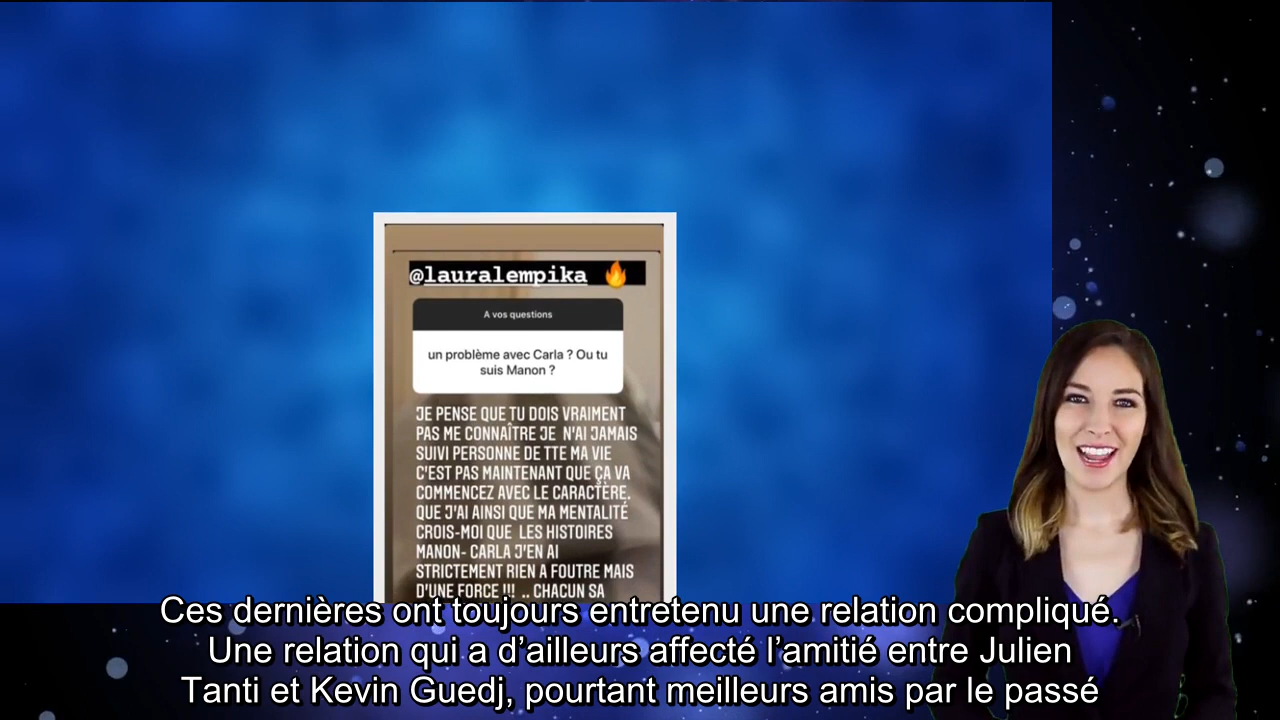 @lauralempika 🔥
A vos questions
un problème avec Carla ? Ou tu
suis Manon ?
JE PENSE QUE TU DOIS VRAIMENT
PAS ME CONNAÎTRE JE N'AI JAMAIS
SUIVI PERSONNE DE TTE MA VIE
C'EST PAS MAINTENANT QUE ÇA VA
COMMENCEZ AVEC LE CARACTÈRE.
QUE J'AI AINSI QUE MA MENTALITÉ
CROIS-MOI QUE LES HISTOIRES
MANON- CARLA J'EN AI
STRICTEMENT RIEN A FOUTRE MAIS
D'UNE FORCE !!! .. CHACUN SA
Ces dernières ont toujours entretenu une relation compliqué.
Une relation qui a d’ailleurs affecté l’amitié entre Julien
Tanti et Kevin Guedj, pourtant meilleurs amis par le passé